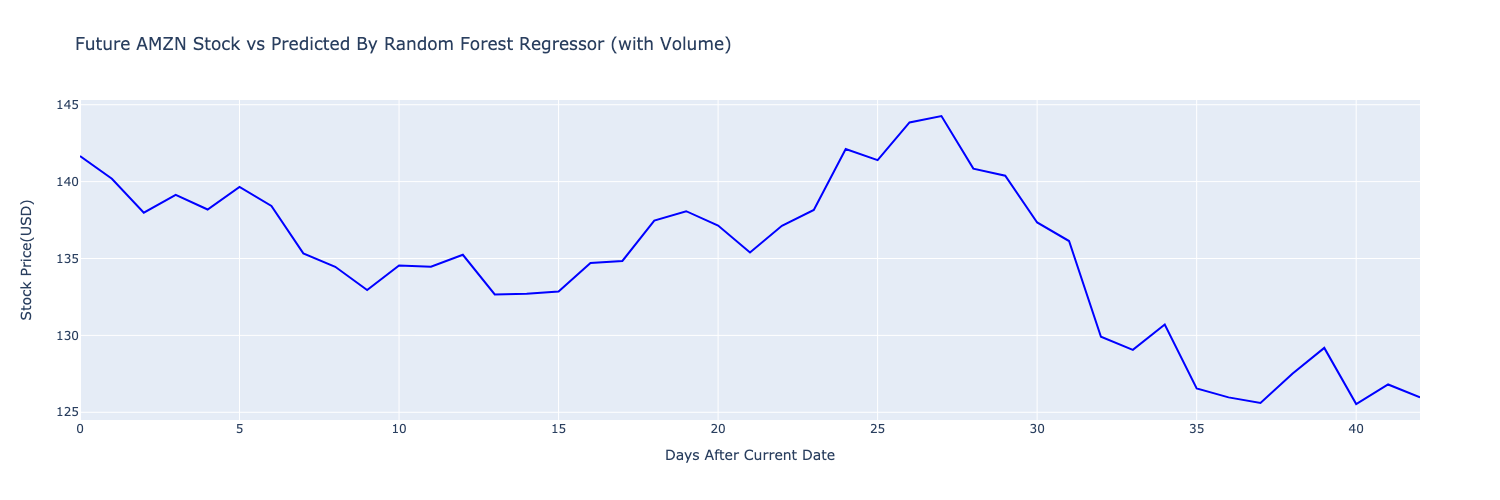 Future AMZN Stock vs Predicted By Random Forest Regressor (with Volume)
145
140
135
130
125
Stock Price(USD)
0 5 10 15 20 25 30 35 40
Days After Current Date